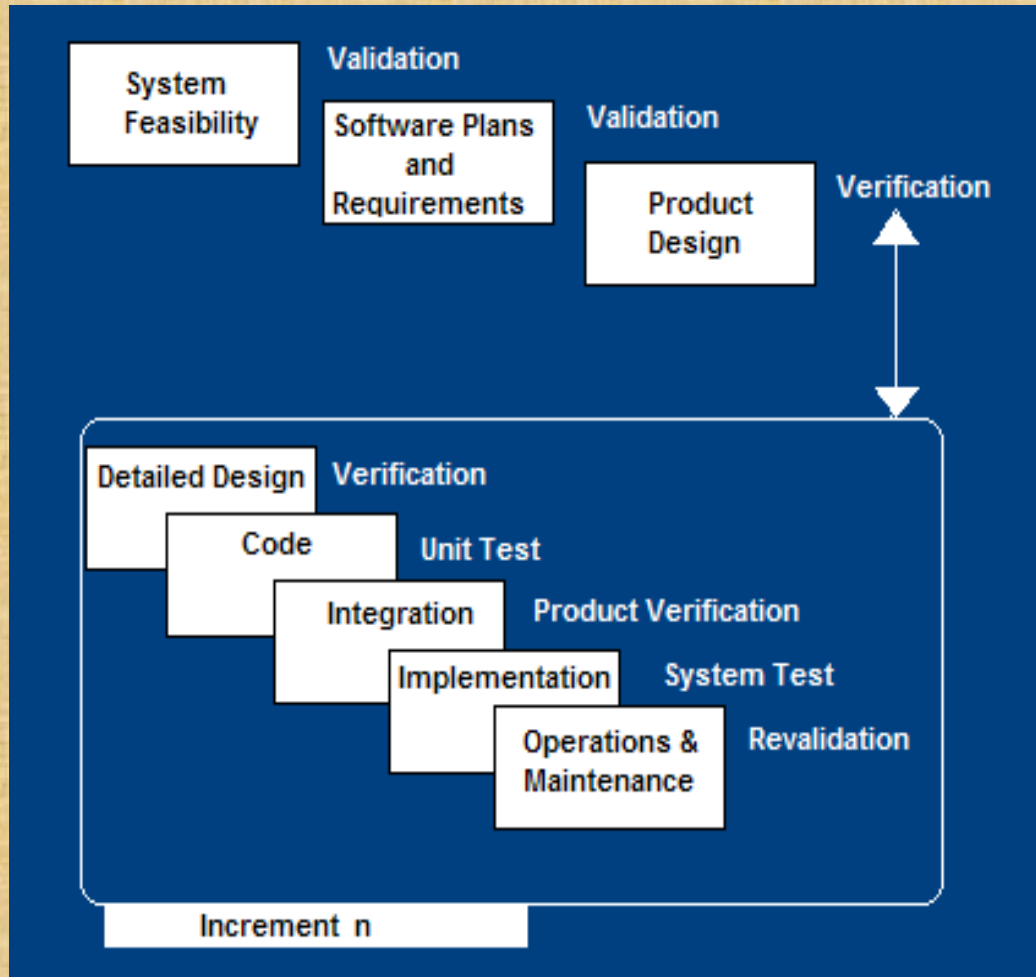 System
Feasibility
Validation
Software Plans
and
Requirements
Validation
Product
Design
Verification
Detailed Design
Verification
Code
Unit Test
Integration
Product Verification
Implementation
System Test
Operations &
Maintenance
Revalidation
Increment n